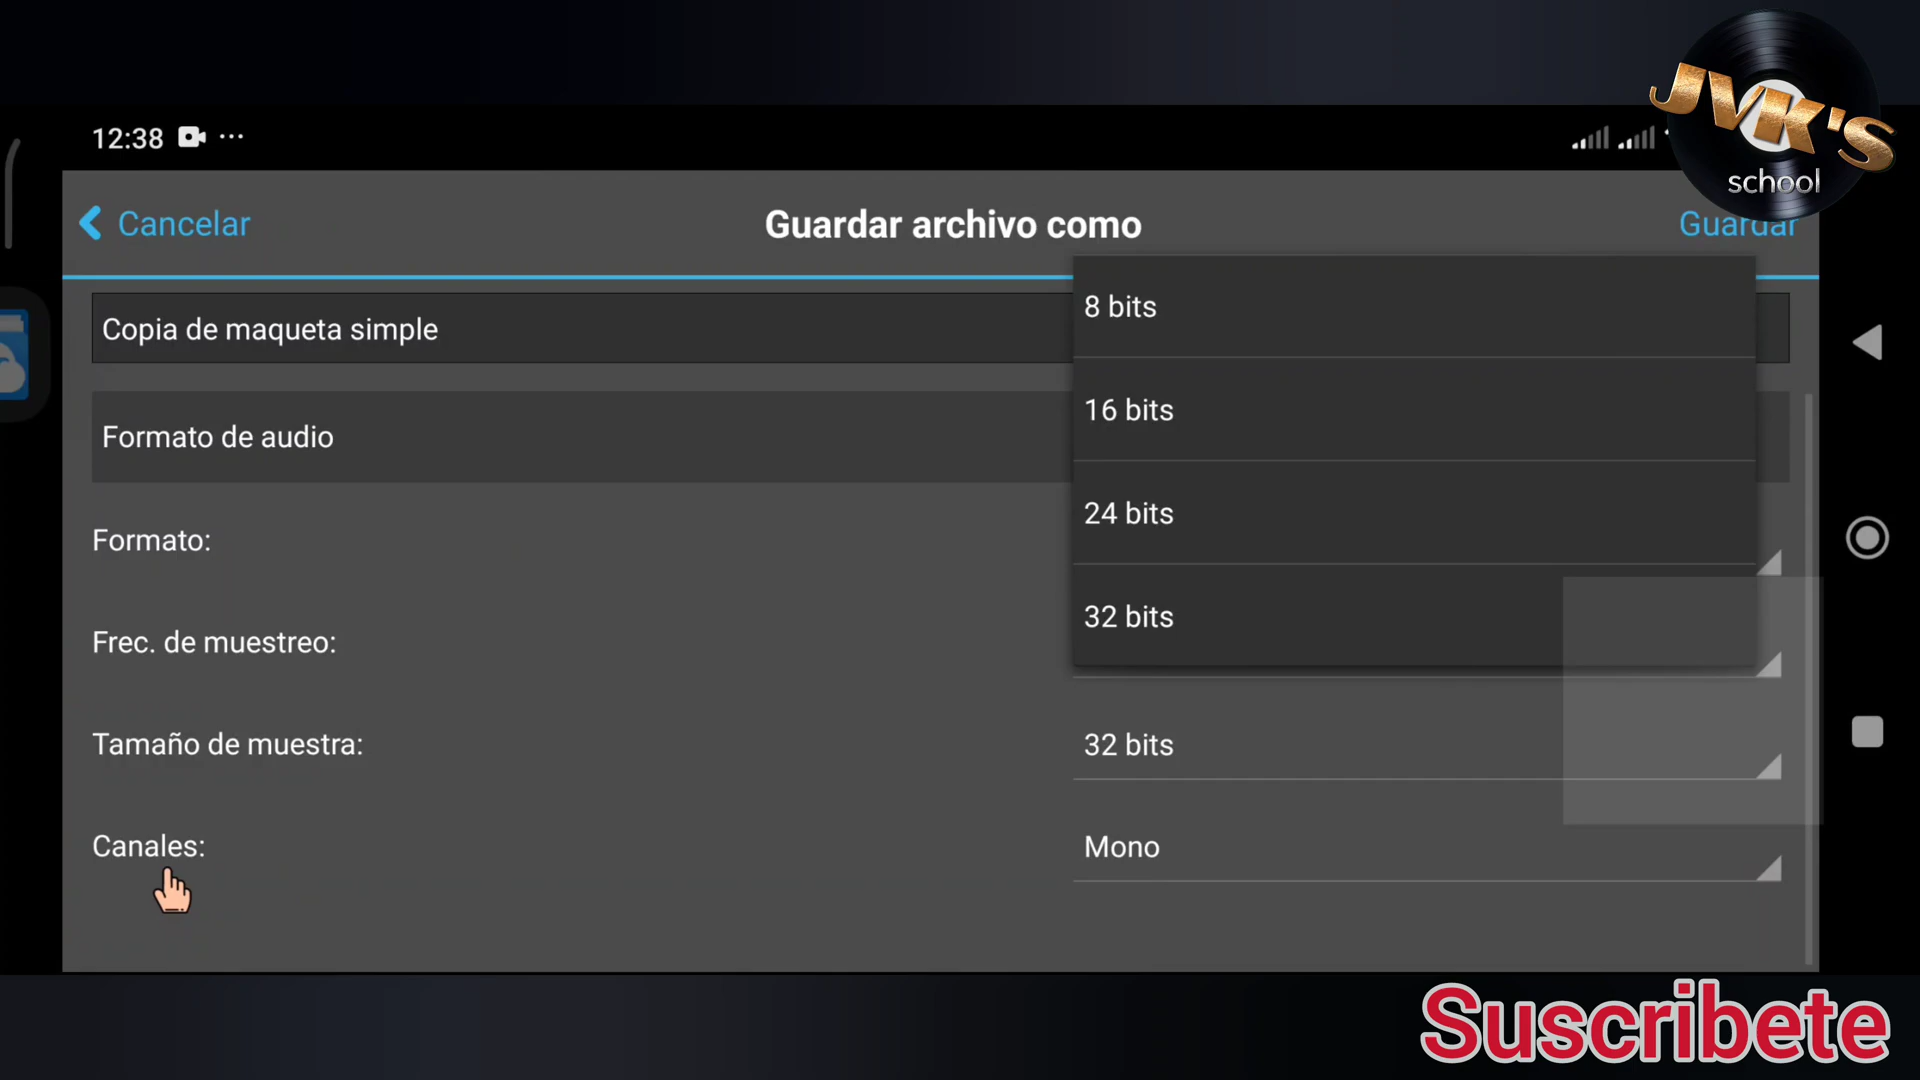 JVK'S
school
12:38
Cancelar
Guardar archivo como
Guardar
Copia de maqueta simple
Formato de audio
8 bits
16 bits
24 bits
32 bits
Formato:
Frec. de muestreo:
Tamaño de muestra:
32 bits
Canales:
Mono
Suscribete